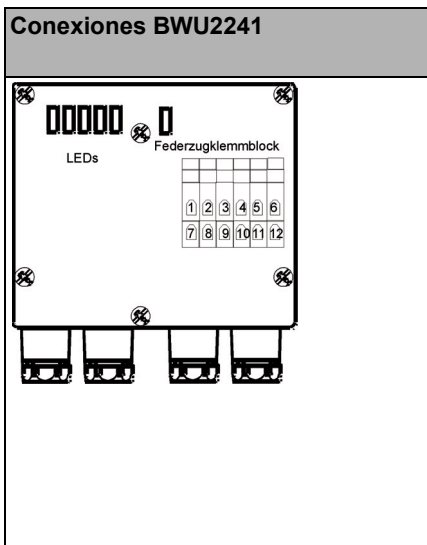 Conexiones BWU2241
LEDs
Federzugklemmblock
1 2 3 4 5 6
7 8 9 10 11 12